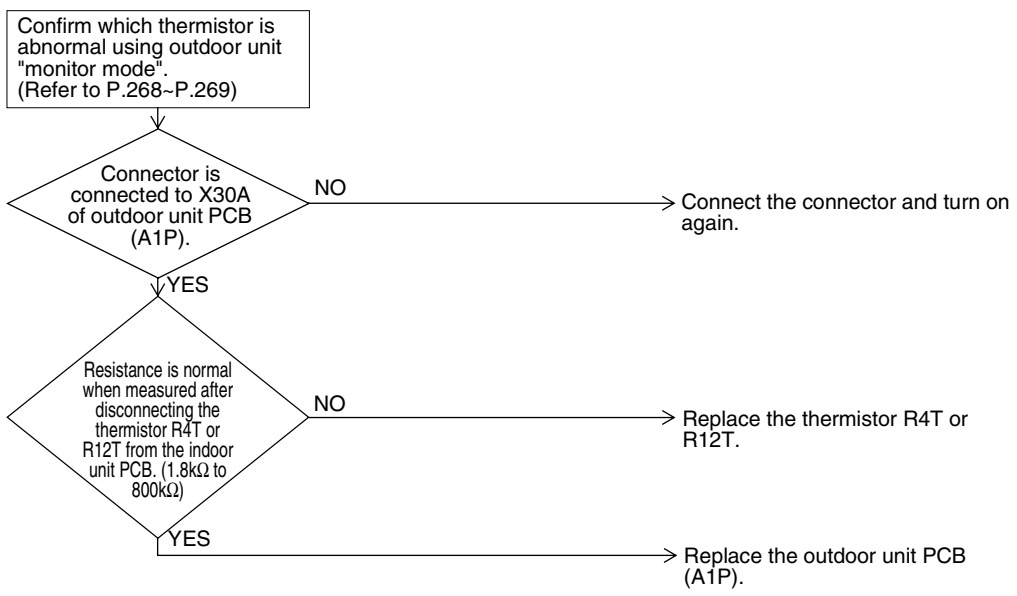 Confirm which thermistor is
abnormal using outdoor unit
"monitor mode".
(Refer to P.268~P.269)
Connector is
connected to X30A
of outdoor unit PCB
(A1P).
NO
Connect the connector and turn on
again.
YES
Resistance is normal
when measured after
disconnecting the
thermistor R4T or
R12T from the indoor
unit PCB. (1.8kΩ to
800kΩ)
NO
Replace the thermistor R4T or
R12T.
YES
Replace the outdoor unit PCB
(A1P).